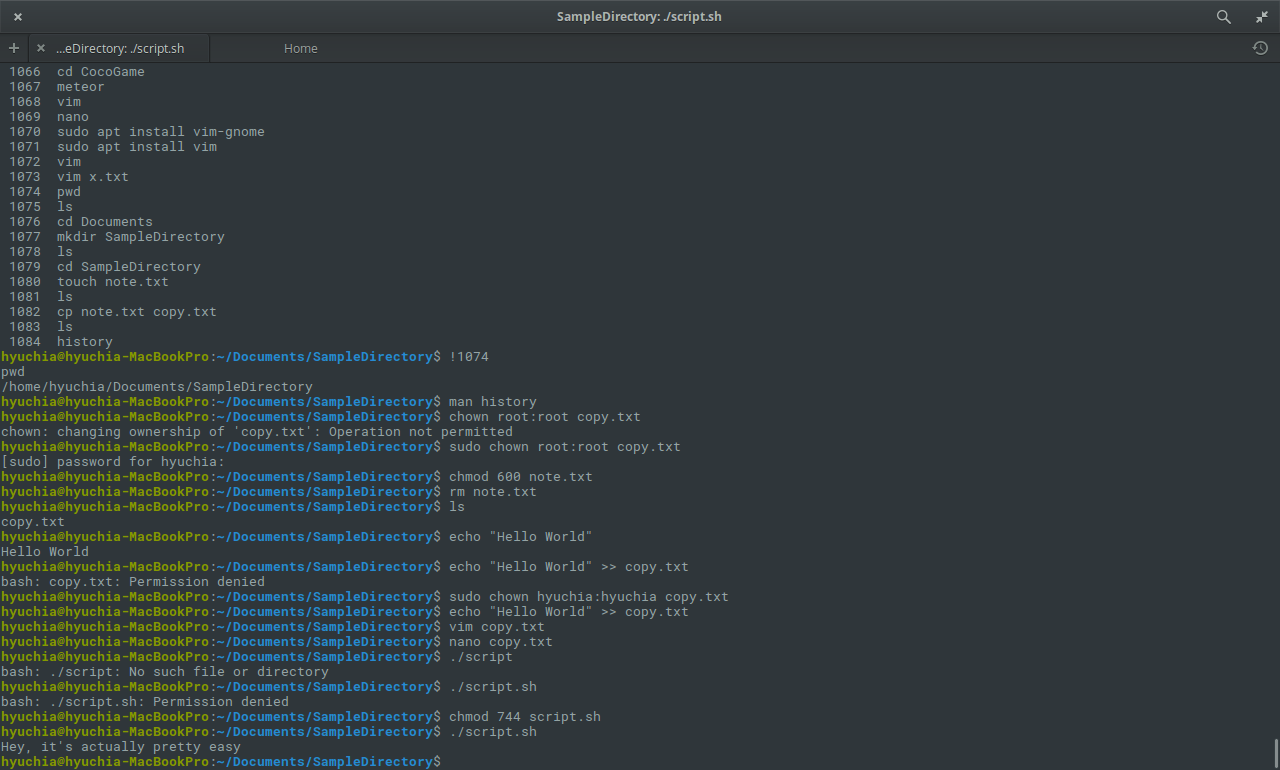 SampleDirectory: ./script.sh
...eDirectory: ./script.sh
Home
1066 cd CocoGame
1067 meteor
1068 vim
1069 nano
1070 sudo apt install vim-gnome
1071 sudo apt install vim
1072 vim
1073 vim x.txt
1074 pwd
1075 ls
1076 cd Documents
1077 mkdir SampleDirectory
1078 ls
1079 cd SampleDirectory
1080 touch note.txt
1081 ls
1082 cp note.txt copy.txt
1083 ls
1084 history
hyuchia@hyuchia-MacBookPro:~/Documents/SampleDirectory$ !1074
pwd
/home/hyuchia/Documents/SampleDirectory
hyuchia@hyuchia-MacBookPro:~/Documents/SampleDirectory$ man history
hyuchia@hyuchia-MacBookPro:~/Documents/SampleDirectory$ chown root:root copy.txt
chown: changing ownership of 'copy.txt': Operation not permitted
hyuchia@hyuchia-MacBookPro:~/Documents/SampleDirectory$ sudo chown root:root copy.txt
[sudo] password for hyuchia:
hyuchia@hyuchia-MacBookPro:~/Documents/SampleDirectory$ chmod 600 note.txt
hyuchia@hyuchia-MacBookPro:~/Documents/SampleDirectory$ rm note.txt
hyuchia@hyuchia-MacBookPro:~/Documents/SampleDirectory$ ls
copy.txt
hyuchia@hyuchia-MacBookPro:~/Documents/SampleDirectory$ echo "Hello World"
Hello World
hyuchia@hyuchia-MacBookPro:~/Documents/SampleDirectory$ echo "Hello World" >> copy.txt
bash: copy.txt: Permission denied
hyuchia@hyuchia-MacBookPro:~/Documents/SampleDirectory$ sudo chown hyuchia:hyuchia copy.txt
hyuchia@hyuchia-MacBookPro:~/Documents/SampleDirectory$ echo "Hello World" >> copy.txt
hyuchia@hyuchia-MacBookPro:~/Documents/SampleDirectory$ vim copy.txt
hyuchia@hyuchia-MacBookPro:~/Documents/SampleDirectory$ nano copy.txt
hyuchia@hyuchia-MacBookPro:~/Documents/SampleDirectory$ ./script
bash: ./script: No such file or directory
hyuchia@hyuchia-MacBookPro:~/Documents/SampleDirectory$ ./script.sh
bash: ./script.sh: Permission denied
hyuchia@hyuchia-MacBookPro:~/Documents/SampleDirectory$ chmod 744 script.sh
hyuchia@hyuchia-MacBookPro:~/Documents/SampleDirectory$ ./script.sh
Hey, it's actually pretty easy
hyuchia@hyuchia-MacBookPro:~/Documents/SampleDirectory$